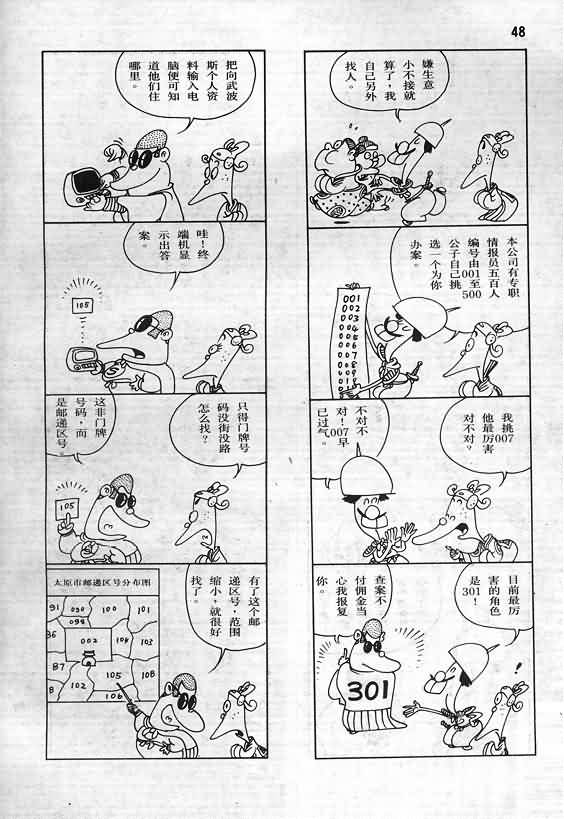 48
嫌生意
小不接就
算了,我
自己另外
找人。
本公司有专职
情报员五百人
编号由001至
500公子自己挑
选一个为你
办案。
001
002
003
004
005
006
007
008
009
我挑007
他最厉害
对不对?
不对不
对!007早
已过气。
目前最厉
害的角色
是301!
查案不
付佣金当
心我报复
你。
!
301
把向武波
斯个人资
料输入电
脑便可知
道他们住
哪里。
哇!终
端机显
示出答
案。
105
只得门牌号
码没街没路
怎么找?
这非门牌
号码,而
是邮递区号。
105
有了这个邮
递区号,范围
缩小,就很好
找了。
太原市邮递区号分布图
91
030
100
101
098
86
002
110
103
87
102
105
108
106